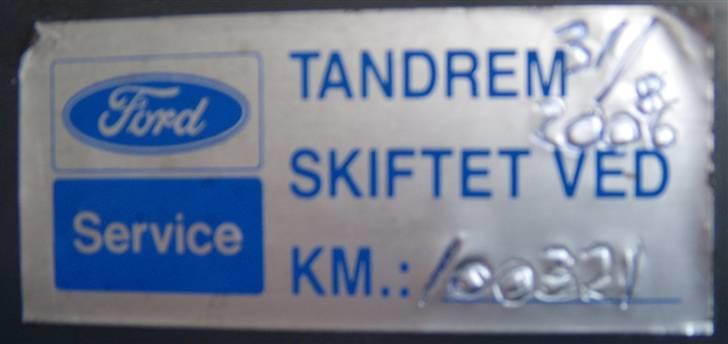 Ford
Service
TANDREM 31/8
2006
SKIFTET VED
KM.: 100321